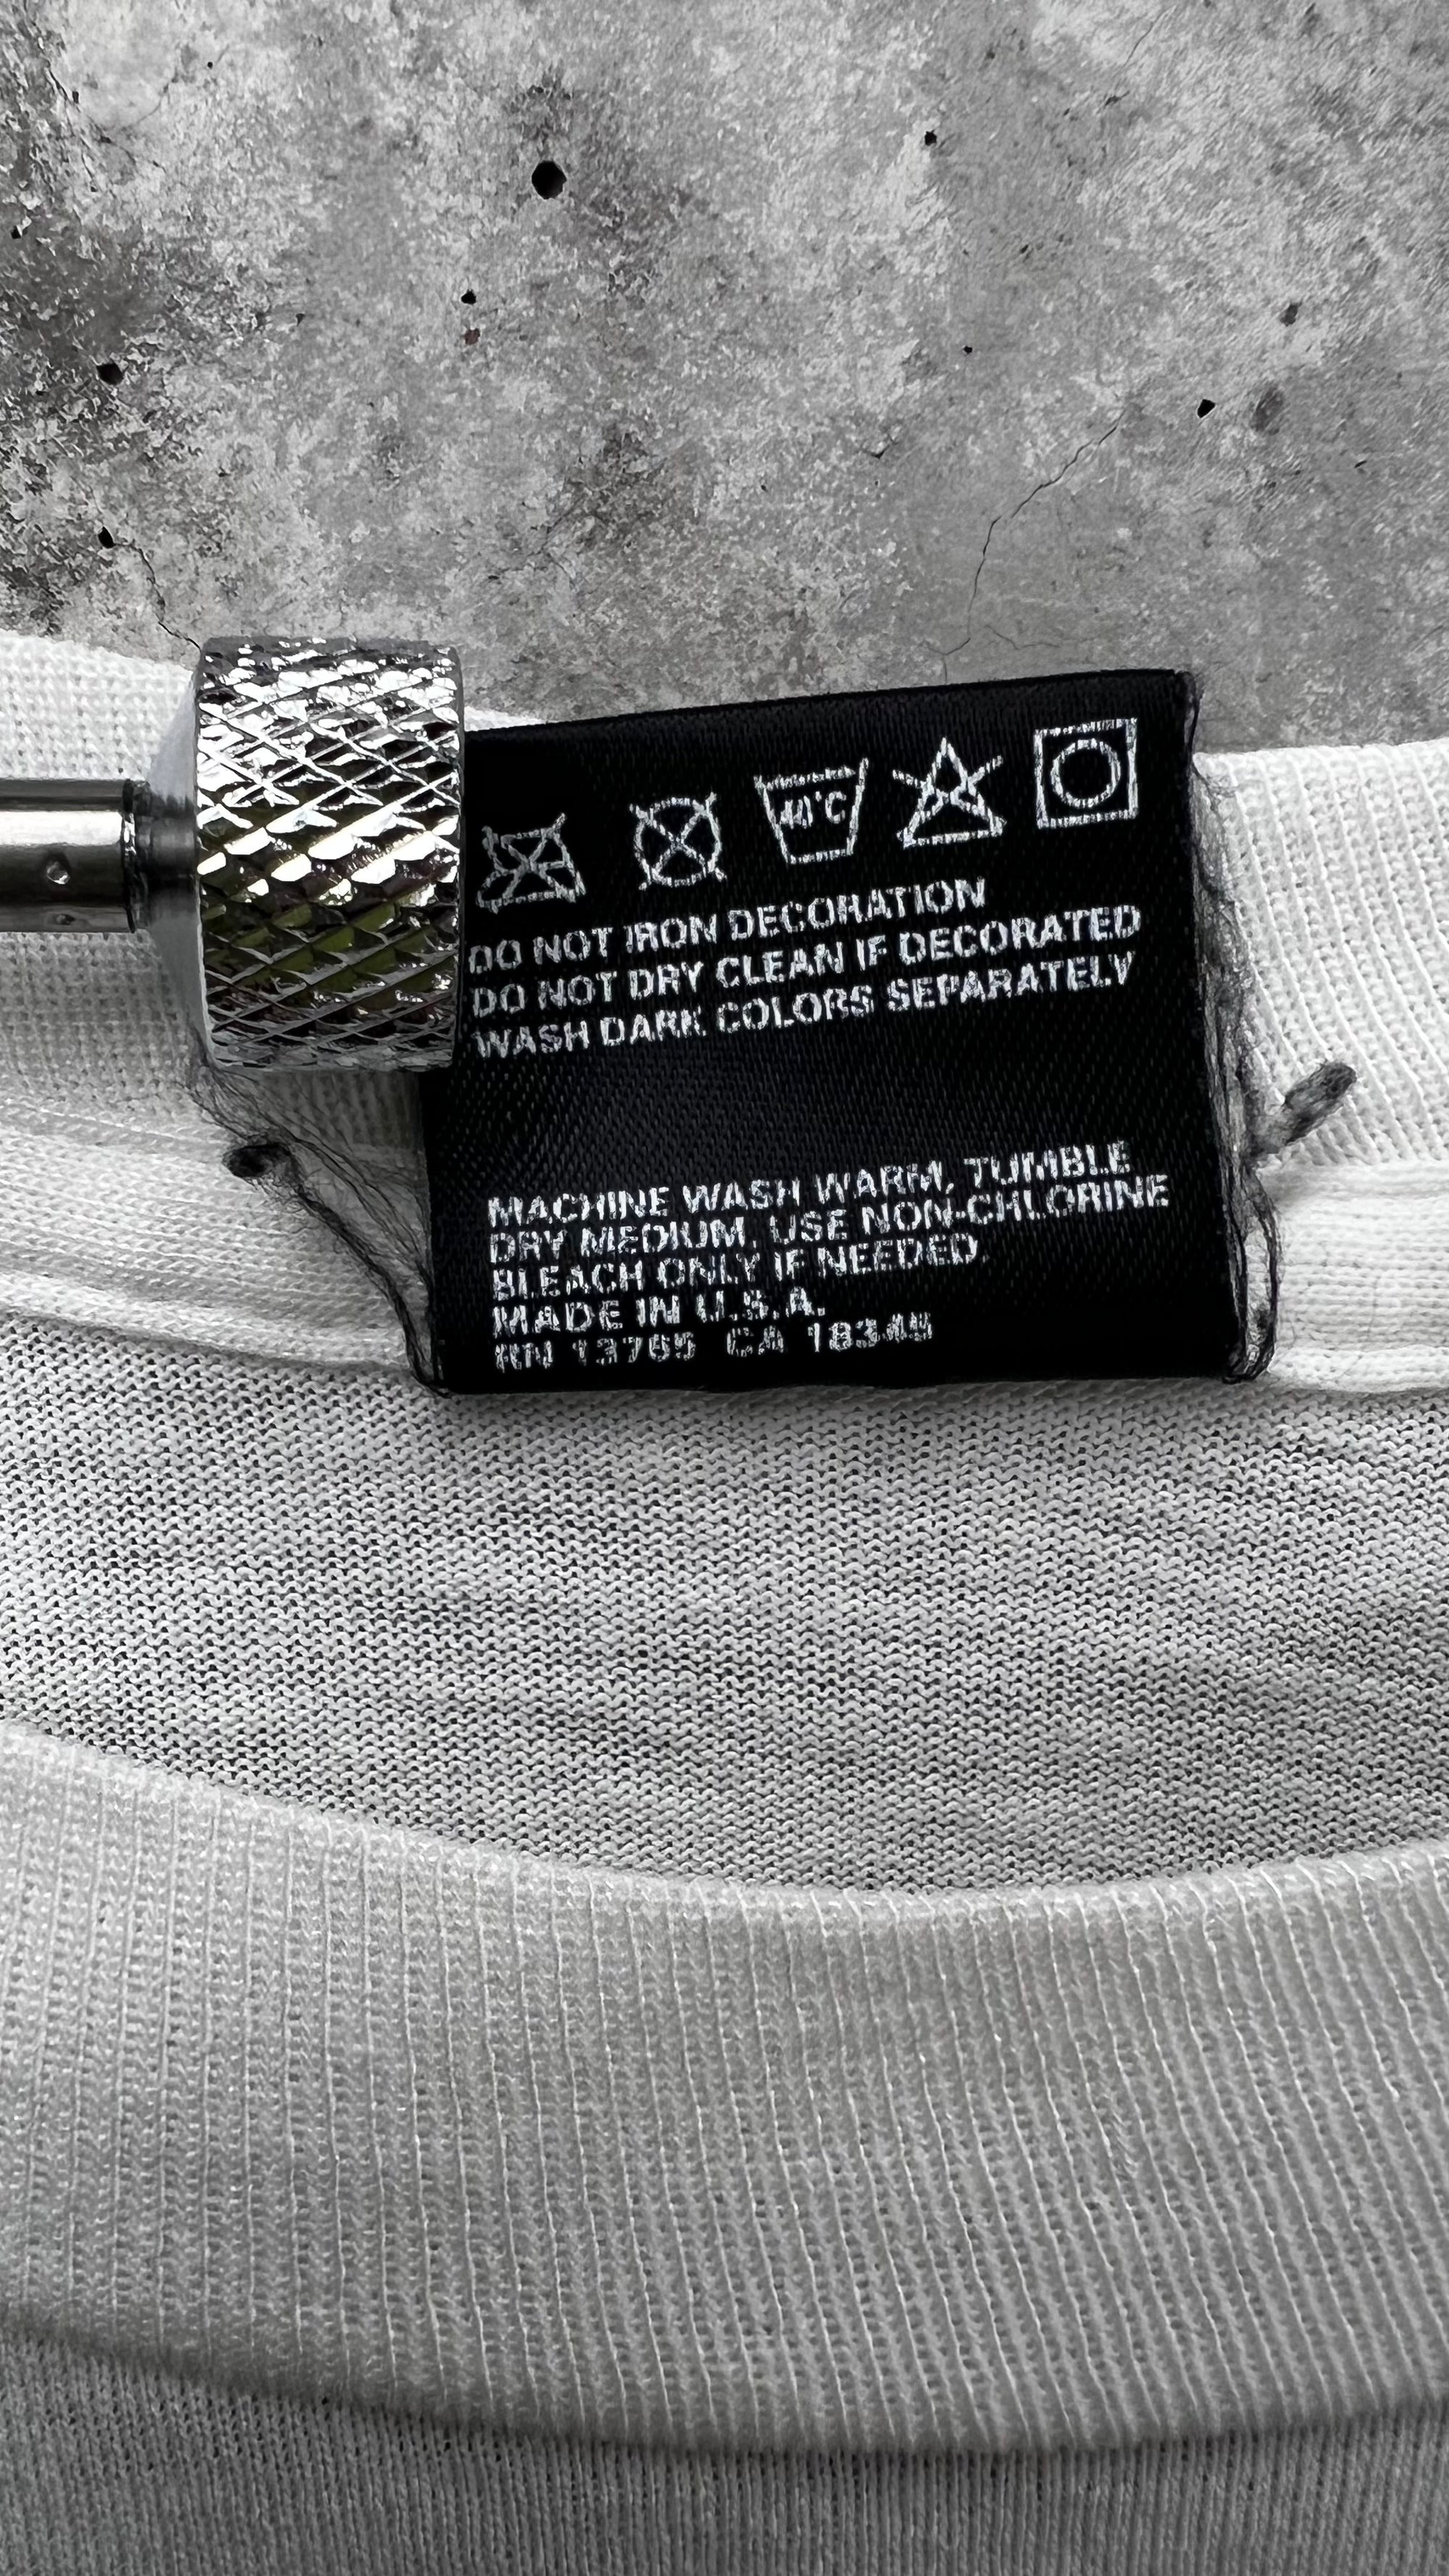 40°C
DO NOT IRON DECORATION
DO NOT DRY CLEAN IF DECORATED
WASH DARK COLORS SEPARATELY
MACHINE WASH WARM, TUMBLE
DRY MEDIUM, USE NON-CHLORINE
BLEACH ONLY IF NEEDED.
MADE IN U.S.A.
RN 13765 CA 18345